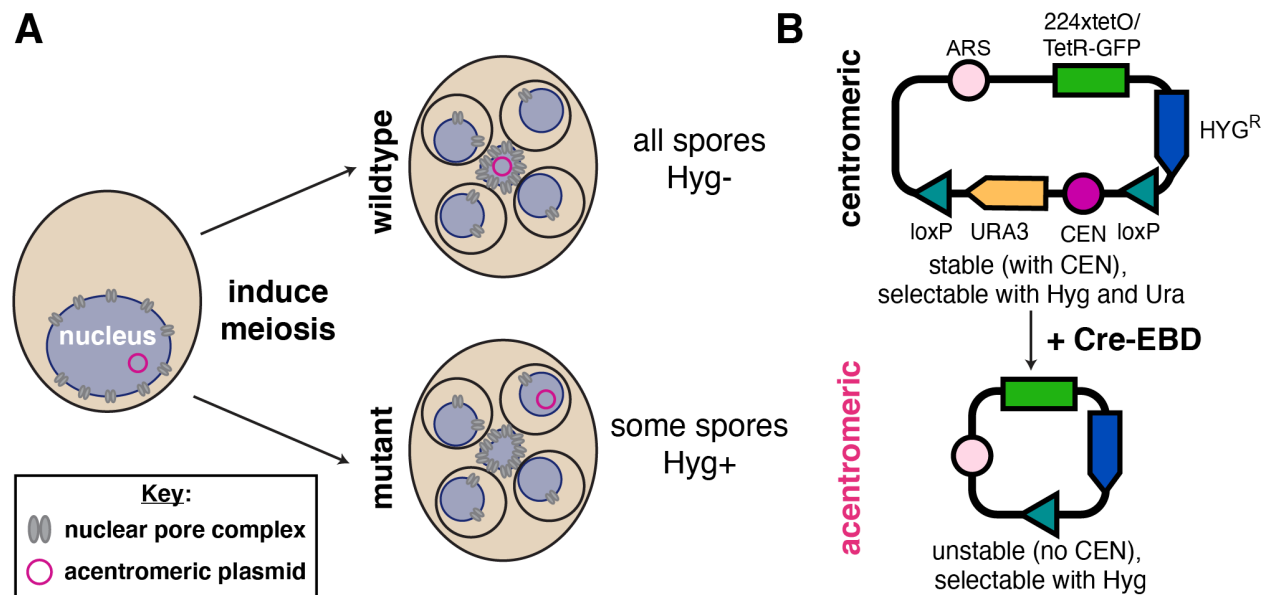 A
nucleus
induce
meiosis
wildtype
all spores
Hyg-
mutant
some spores
Hyg+
Key:
nuclear pore complex
acentromeric plasmid
B
centromeric
ARS
224xtetO/
TetR-GFP
HYGR
loxP
URA3
CEN
loxP
stable (with CEN),
selectable with Hyg and Ura
+ Cre-EBD
acentromeric
unstable (no CEN),
selectable with Hyg